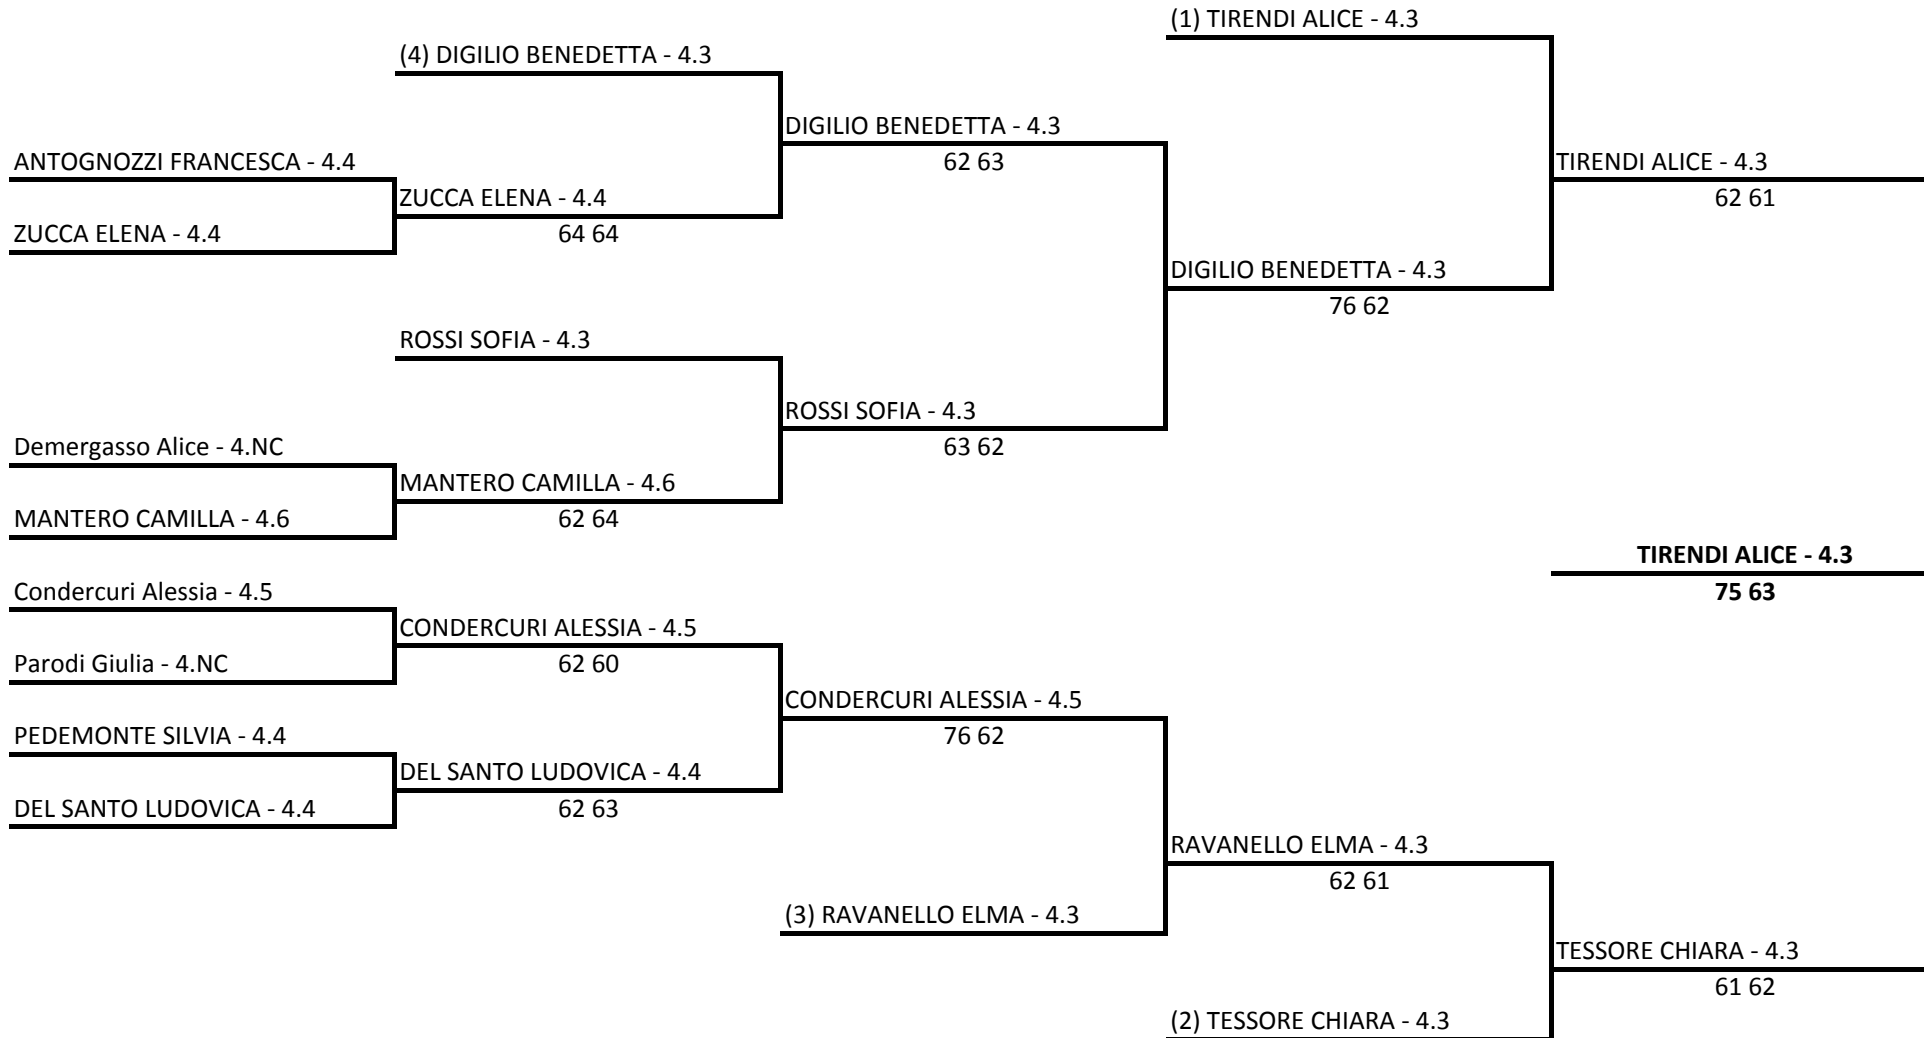 (1) TIRENDI ALICE - 4.3
(4) DIGILIO BENEDETTA - 4.3
DIGILIO BENEDETTA - 4.3
62 63
ANTOGNOZZI FRANCESCA - 4.4
TIRENDI ALICE - 4.3
62 61
ZUCCA ELENA - 4.4
64 64
ZUCCA ELENA - 4.4
DIGILIO BENEDETTA - 4.3
76 62
ROSSI SOFIA - 4.3
ROSSI SOFIA - 4.3
63 62
Demergasso Alice - 4.NC
MANTERO CAMILLA - 4.6
62 64
MANTERO CAMILLA - 4.6
TIRENDI ALICE - 4.3
75 63
Condercuri Alessia - 4.5
CONDERCURI ALESSIA - 4.5
62 60
Parodi Giulia - 4.NC
CONDERCURI ALESSIA - 4.5
76 62
PEDEMONTE SILVIA - 4.4
DEL SANTO LUDOVICA - 4.4
62 63
DEL SANTO LUDOVICA - 4.4
RAVANELLO ELMA - 4.3
62 61
(3) RAVANELLO ELMA - 4.3
TESSORE CHIARA - 4.3
61 62
(2) TESSORE CHIARA - 4.3